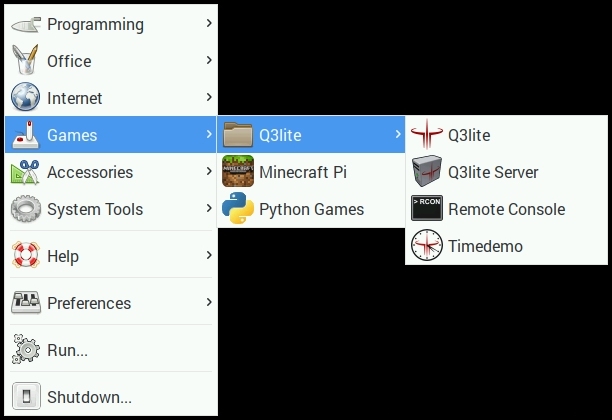 Programming
Office
Internet
Games
Accessories
System Tools
Help
Preferences
Run...
Shutdown...
Q3lite
Minecraft Pi
Python Games
Q3lite
Q3lite Server
> RCON
Remote Console
Timedemo